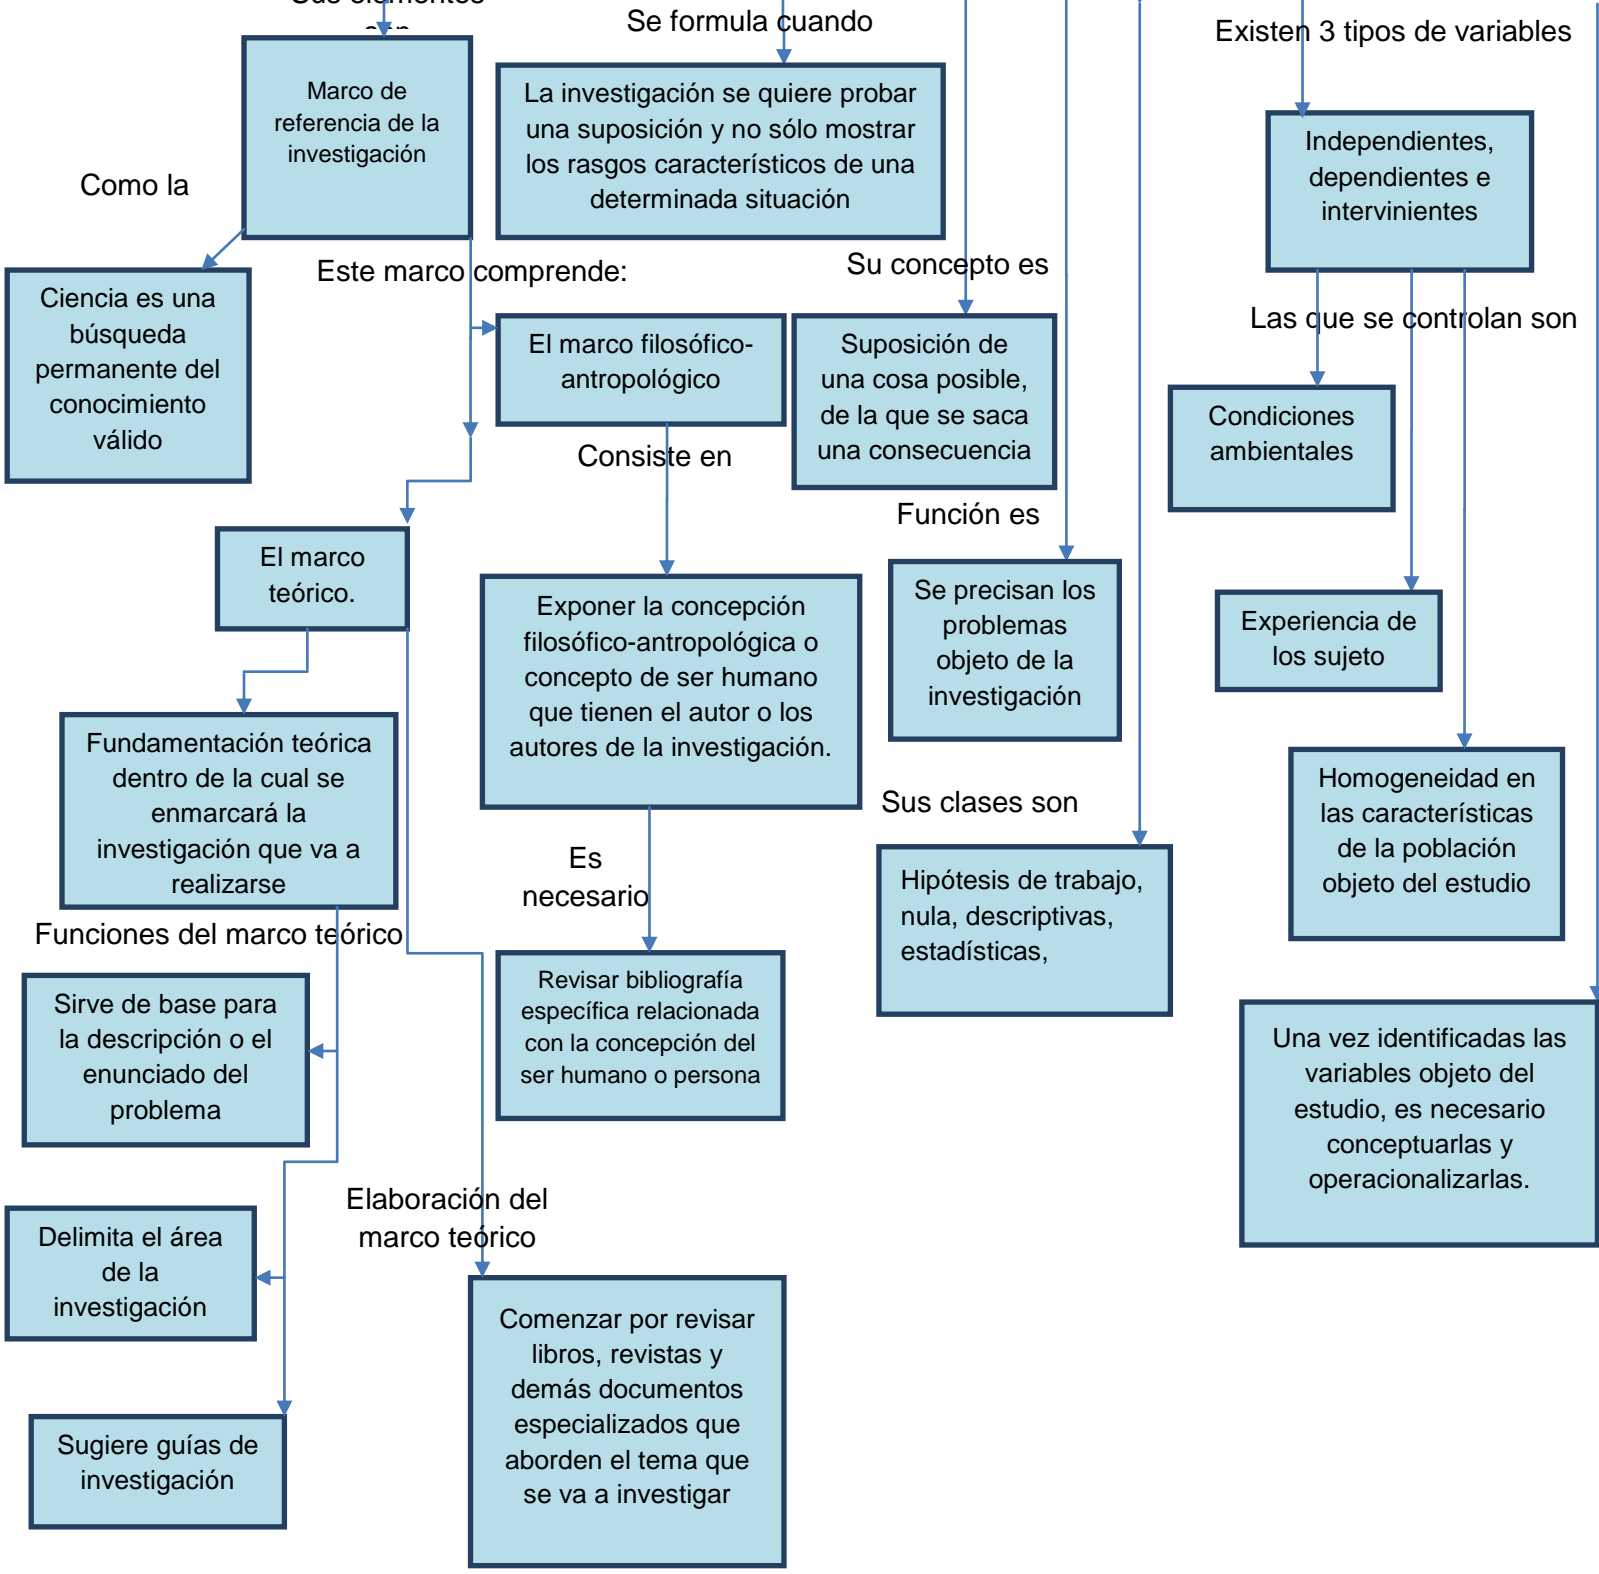 Sus elementos
son
Se formula cuando
Existen 3 tipos de variables
Marco de
referencia de la
investigación
La investigación se quiere probar
una suposición y no sólo mostrar
los rasgos característicos de una
determinada situación
Independientes,
dependientes e
intervinientes
Como la
Este marco comprende:
Su concepto es
Las que se controlan son
Ciencia es una
búsqueda
permanente del
conocimiento
válido
El marco filosófico-
antropológico
Suposición de
una cosa posible,
de la que se saca
una consecuencia
Condiciones
ambientales
Consiste en
Función es
El marco
teórico.
Exponer la concepción
filosófico-antropológica o
concepto de ser humano
que tienen el autor o los
autores de la investigación.
Se precisan los
problemas
objeto de la
investigación
Experiencia de
los sujeto
Fundamentación teórica
dentro de la cual se
enmarcará la
investigación que va a
realizarse
Homogeneidad en
las características
de la población
objeto del estudio
Sus clases son
Es
necesario
Hipótesis de trabajo,
nula, descriptivas,
estadísticas,
Funciones del marco teórico
Sirve de base para
la descripción o el
enunciado del
problema
Revisar bibliografía
específica relacionada
con la concepción del
ser humano o persona
Una vez identificadas las
variables objeto del
estudio, es necesario
conceptuarlas y
operacionalizarlas.
Elaboración del
marco teórico
Delimita el área
de la
investigación
Comenzar por revisar
libros, revistas y
demás documentos
especializados que
aborden el tema que
se va a investigar
Sugiere guías de
investigación